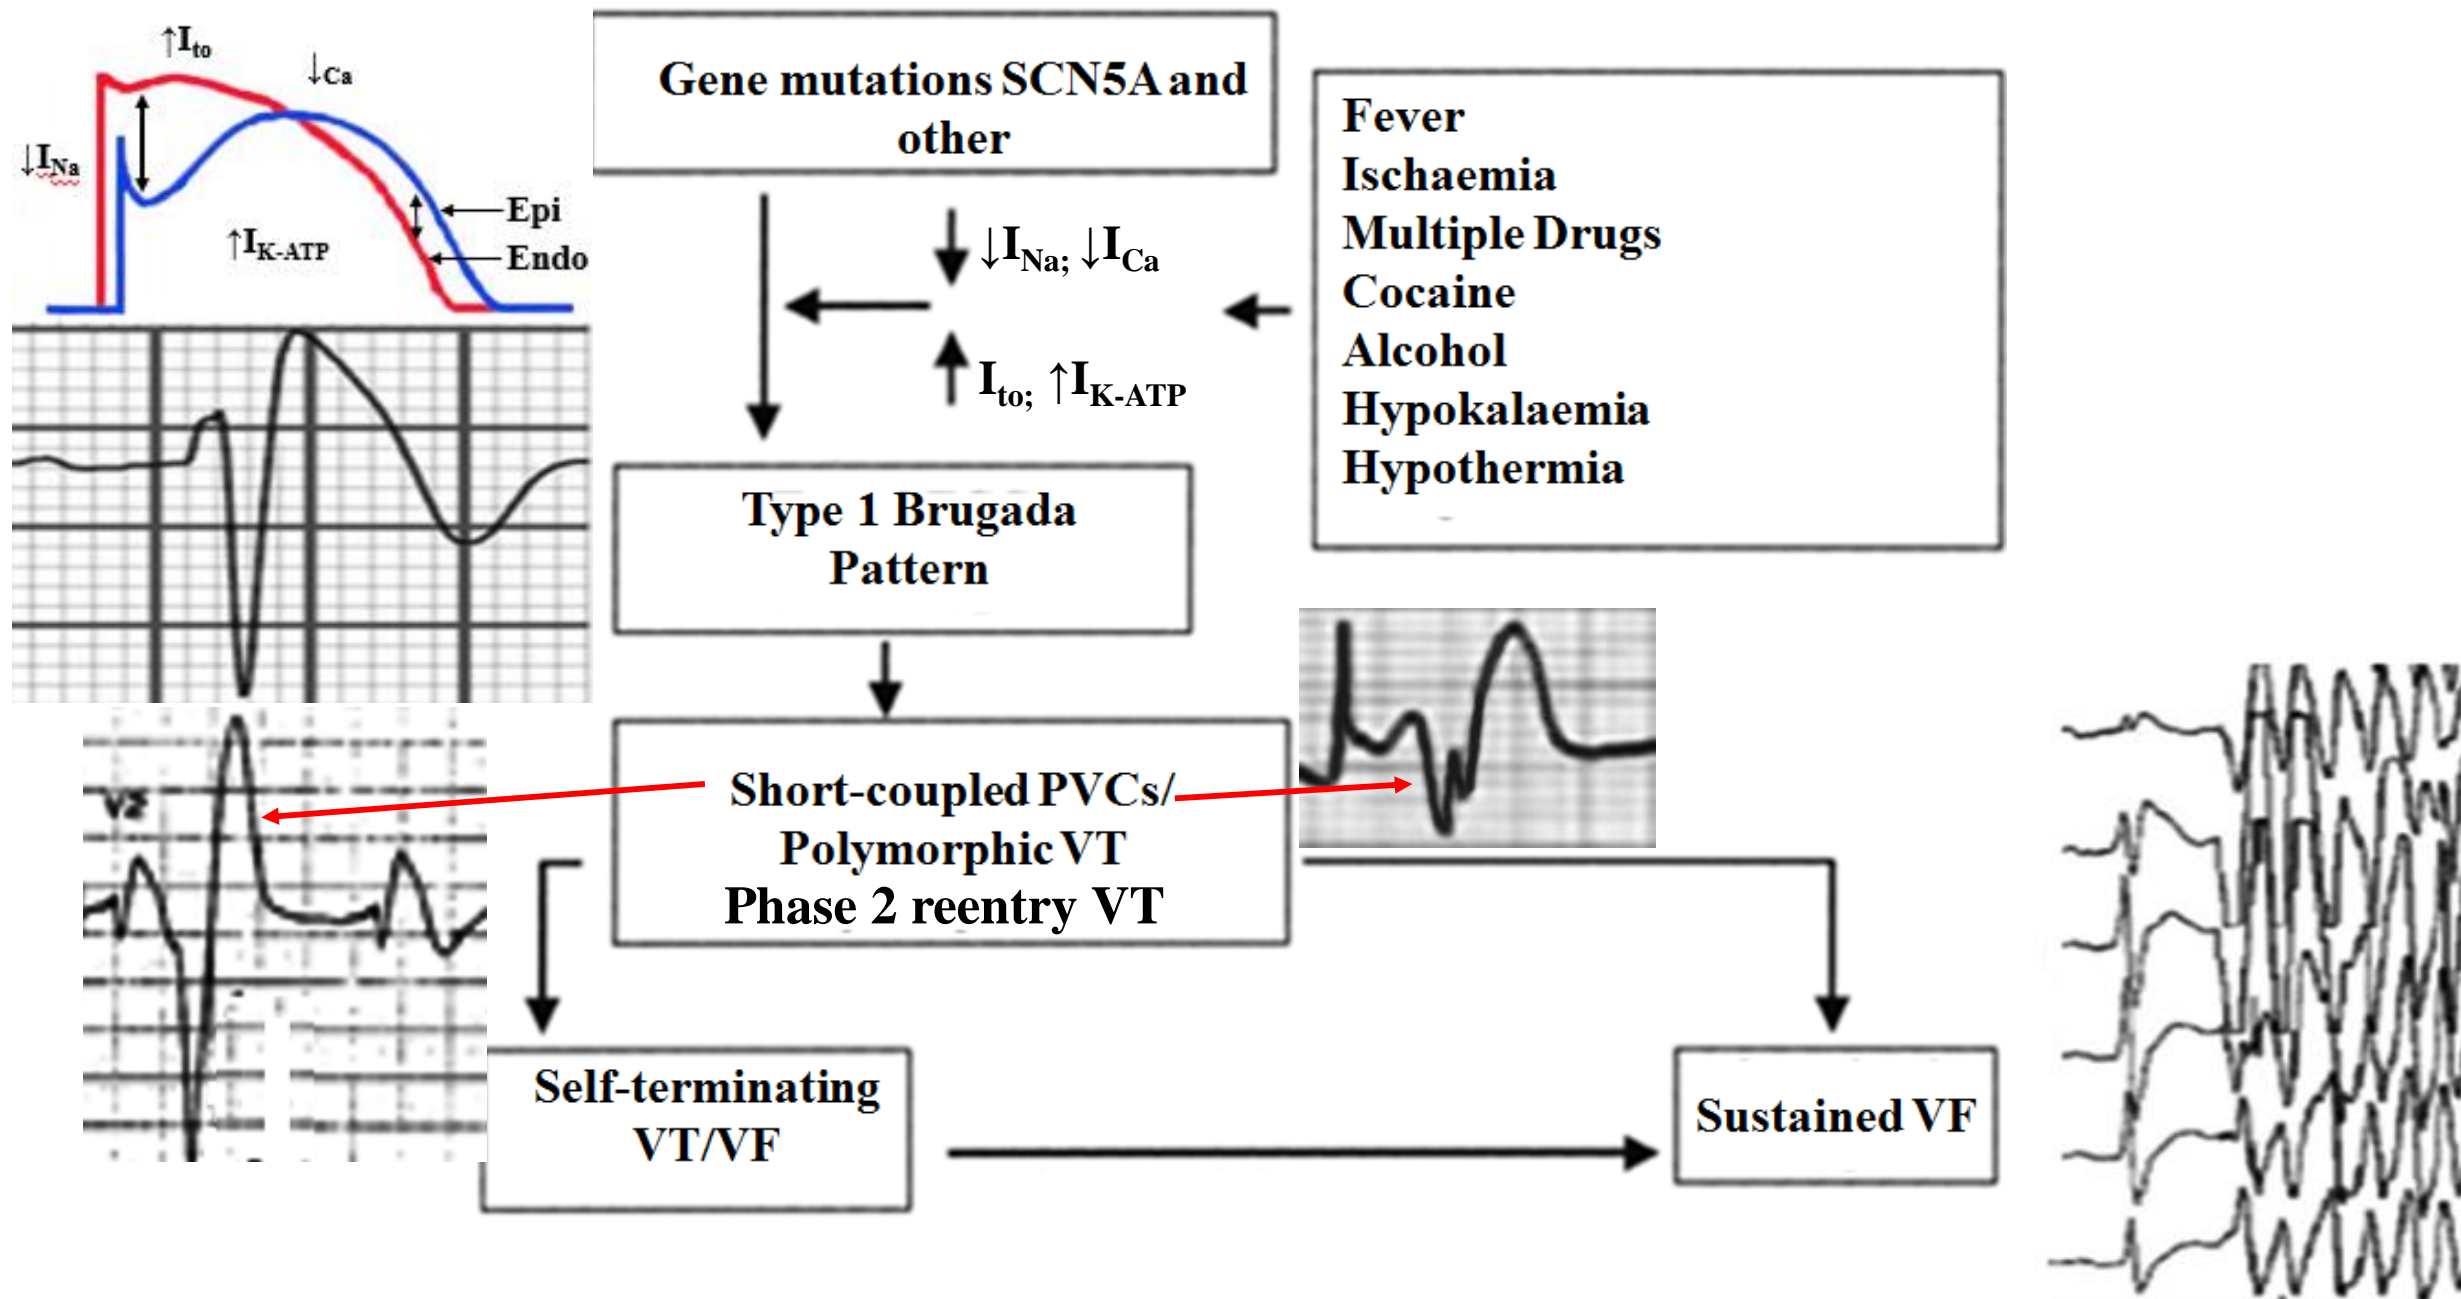 ↑Ito
↓Ca
↓INa
↑IK-ATP
Epi
Endo
Gene mutations SCN5A and
other
Fever
Ischaemia
Multiple Drugs
Cocaine
Alcohol
Hypokalaemia
Hypothermia
↓INa; ↓ICa
Ito; ↑IK-ATP
Type 1 Brugada
Pattern
V2
Short-coupled PVCs/
Polymorphic VT
Phase 2 reentry VT
Self-terminating
VT/VF
Sustained VF